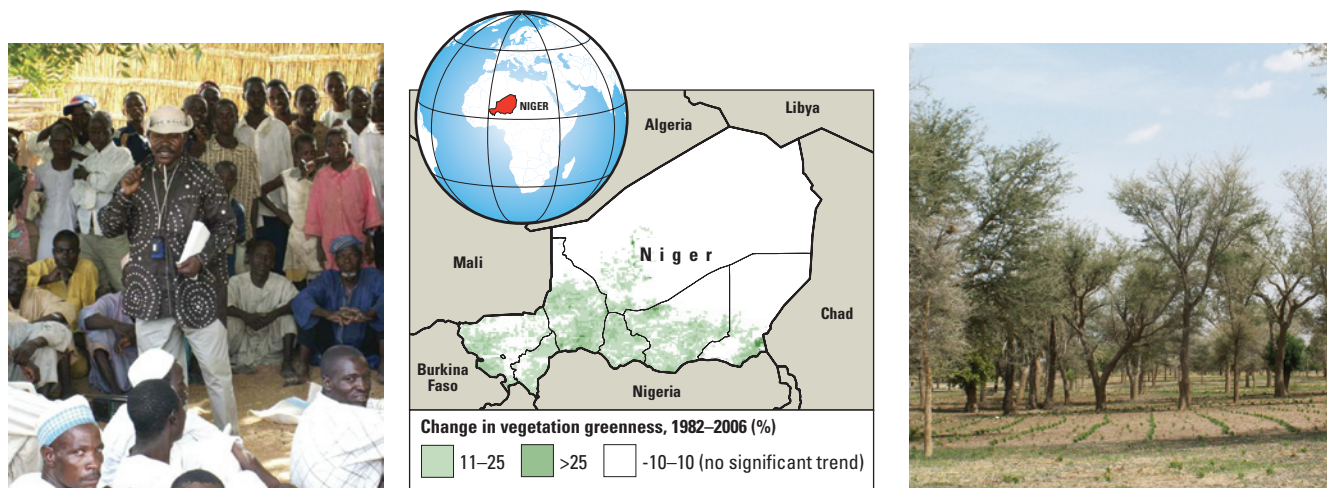 NIGER
Libya
Algeria
Niger
Mali
Chad
Burkina
Faso
Nigeria
Change in vegetation greenness, 1982–2006 (%)
11–25
>25
-10–10 (no significant trend)